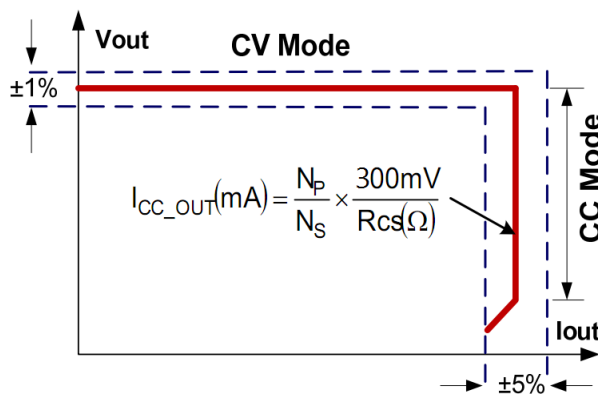 Vout
CV Mode
±1%
I_CC_OUT(mA) = N_P/N_S × 300mV/Rcs(Ω)
CC Mode
Iout
±5%